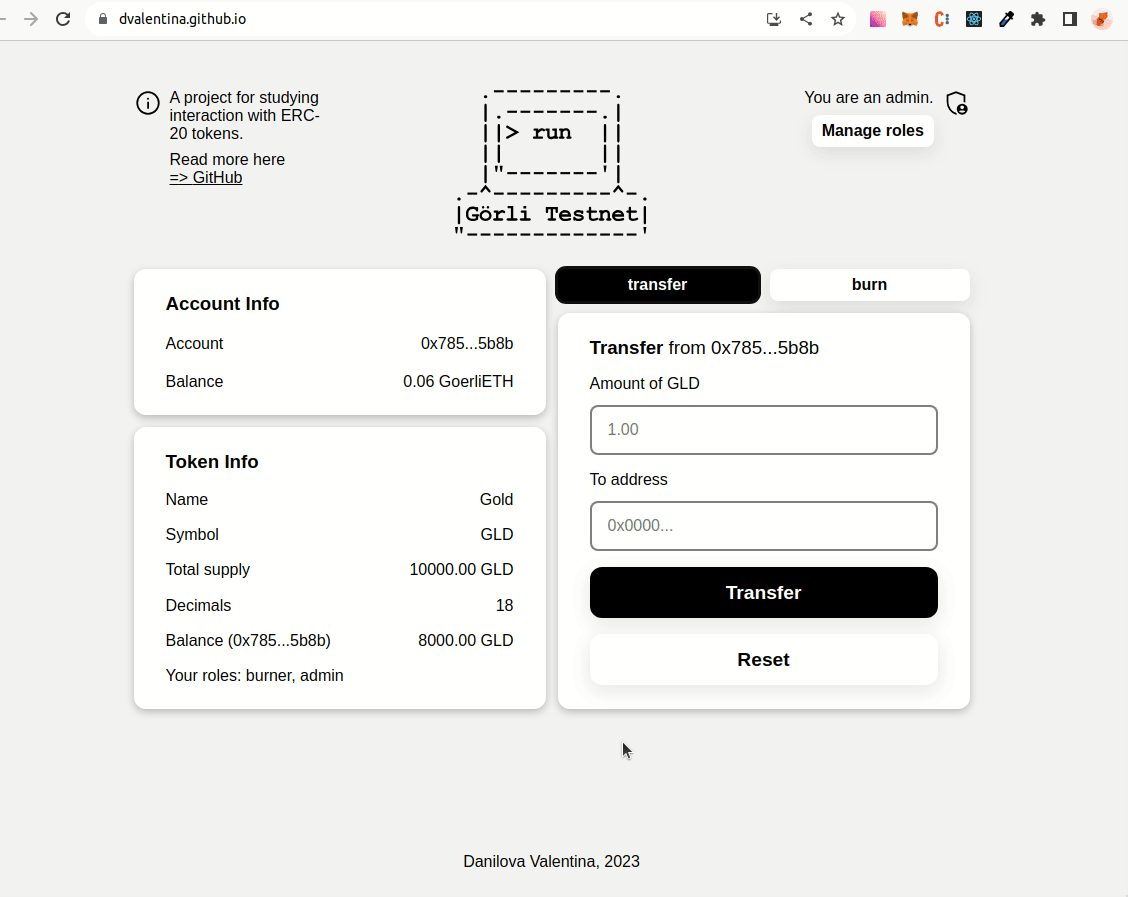 dvalentina.github.io
A project for studying
interaction with ERC-
20 tokens.
Read more here
=> GitHub
> run
Görli Testnet
You are an admin.
Manage roles
Account Info
Account 0x785...5b8b
Balance 0.06 GoerliETH
Token Info
Name Gold
Symbol GLD
Total supply 10000.00 GLD
Decimals 18
Balance (0x785...5b8b) 8000.00 GLD
Your roles: burner, admin
transfer burn
Transfer from 0x785...5b8b
Amount of GLD
1.00
To address
0x0000...
Transfer
Reset
Danilova Valentina, 2023